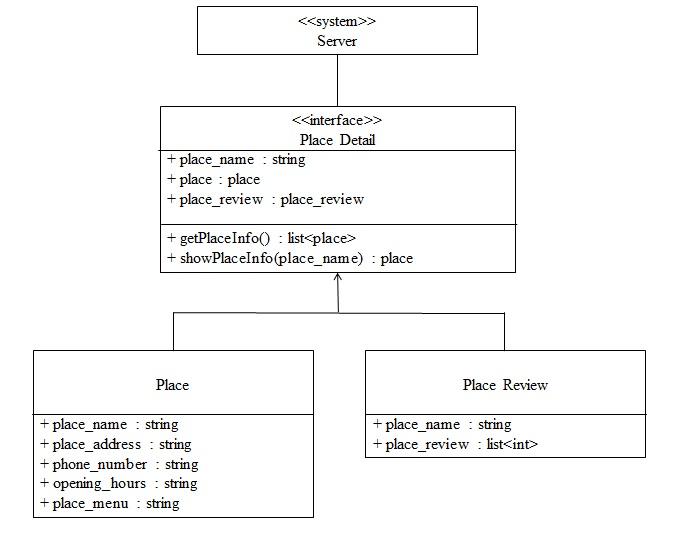 <<system>>
Server
<<interface>>
Place Detail
+ place_name : string
+ place : place
+ place_review : place_review
+ getPlaceInfo() : list<place>
+ showPlaceInfo(place_name) : place
Place
+ place_name : string
+ place_address : string
+ phone_number : string
+ opening_hours : string
+ place_menu : string
Place Review
+ place_name : string
+ place_review : list<int>